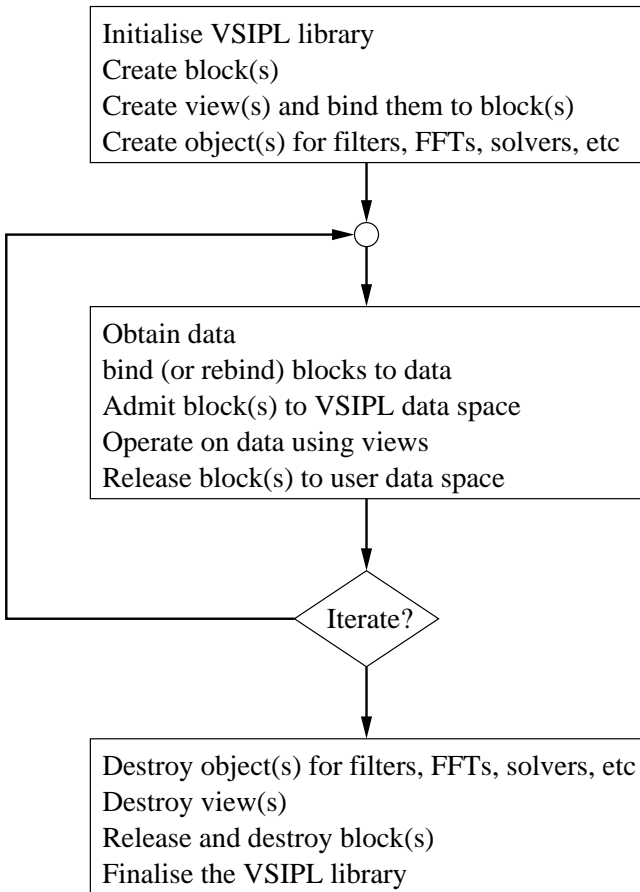 Initialise VSIPL library
Create block(s)
Create view(s) and bind them to block(s)
Create object(s) for filters, FFTs, solvers, etc
Obtain data
bind (or rebind) blocks to data
Admit block(s) to VSIPL data space
Operate on data using views
Release block(s) to user data space
Iterate?
Destroy object(s) for filters, FFTs, solvers, etc
Destroy view(s)
Release and destroy block(s)
Finalise the VSIPL library